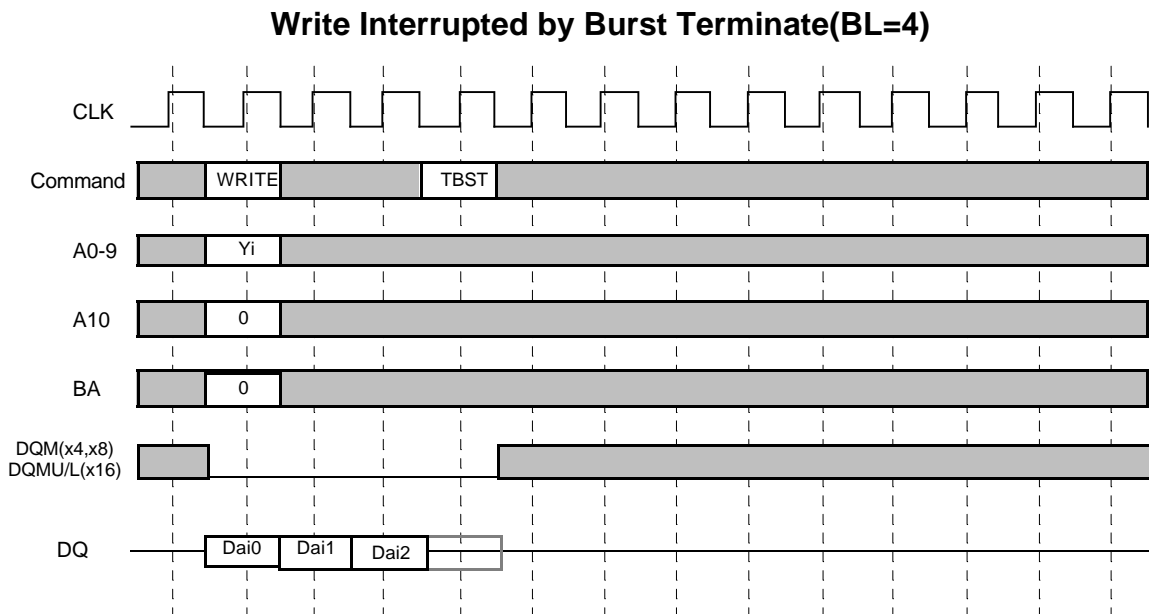 Write Interrupted by Burst Terminate(BL=4)
CLK
Command WRITE TBST
A0-9 Yi
A10 0
BA 0
DQM(x4,x8)
DQMU/L(x16)
DQ Dai0 Dai1 Dai2